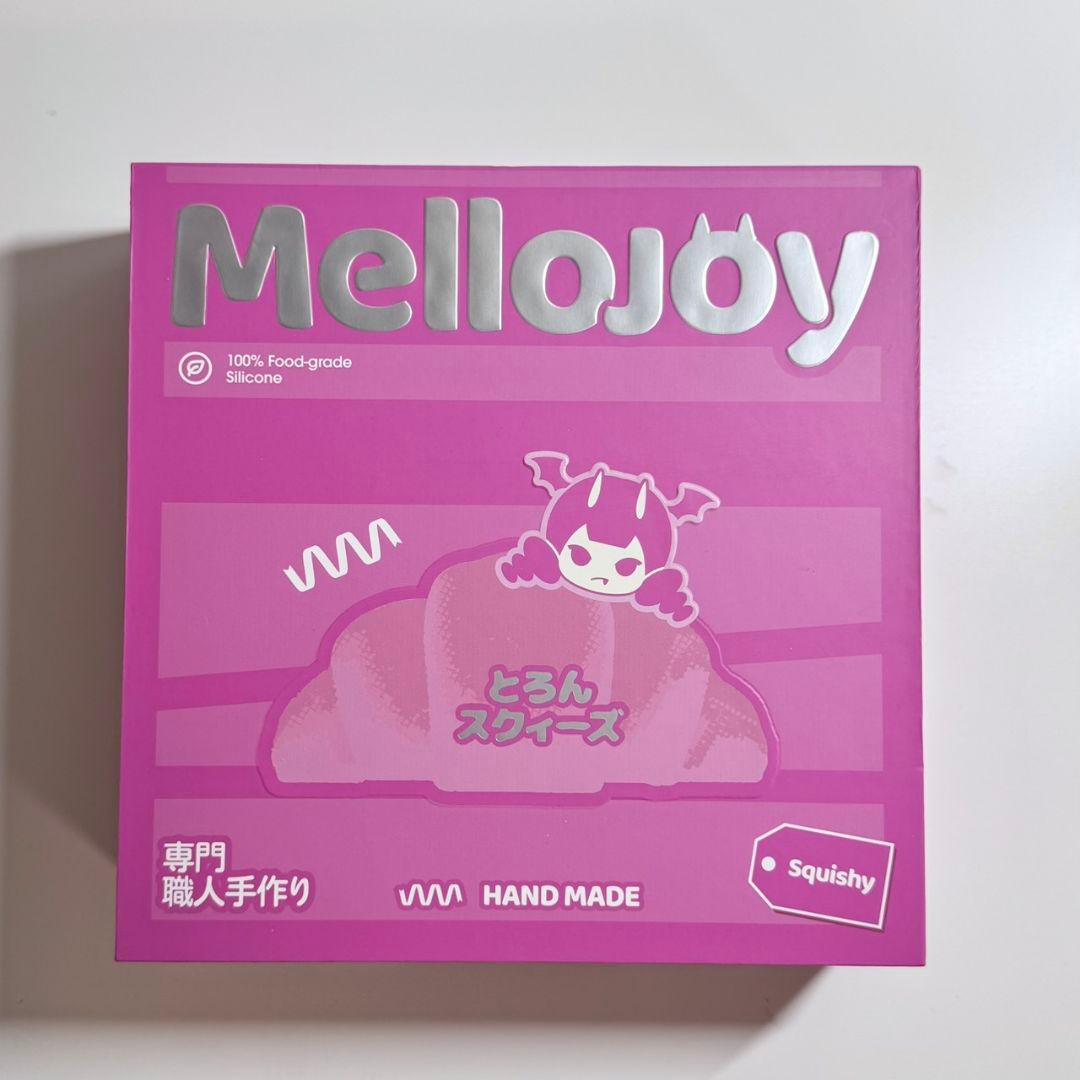 Mellojoy
100% Food-grade
Silicone
とろん
スクィーズ
専門
職人手作り
HAND MADE
Squishy